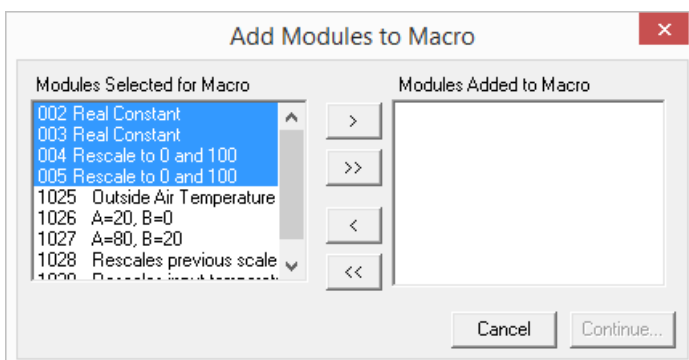 Add Modules to Macro
Modules Selected for Macro
Modules Added to Macro
002 Real Constant
003 Real Constant
004 Rescale to 0 and 100
005 Rescale to 0 and 100
1025 Outside Air Temperature
1026 A=20, B=0
1027 A=80, B=20
1028 Rescales previous scale
>
>>
<
<<
Cancel
Continue...